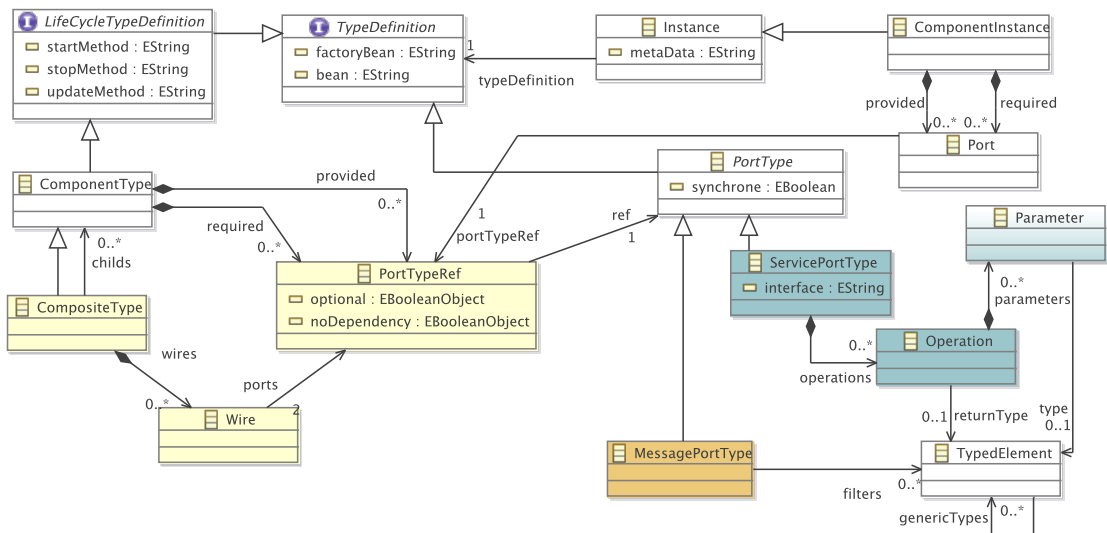 LifeCycleTypeDefinition
startMethod : EString
stopMethod : EString
updateMethod : EString
TypeDefinition
factoryBean : EString
bean : EString
1
typeDefinition
Instance
metaData : EString
ComponentInstance
provided
required
0..*
0..*
Port
ComponentType
provided
0..*
required
0..*
0..*
childs
1
portTypeRef
ref
1
PortType
synchrone : EBoolean
Parameter
PortTypeRef
optional : EBooleanObject
noDependency : EBooleanObject
ServicePortType
interface : EString
0..*
parameters
CompositeType
wires
0..*
ports
2
Wire
0..*
operations
Operation
0..1
returnType
type
0..1
MessagePortType
filters
0..*
TypedElement
genericTypes
0..*